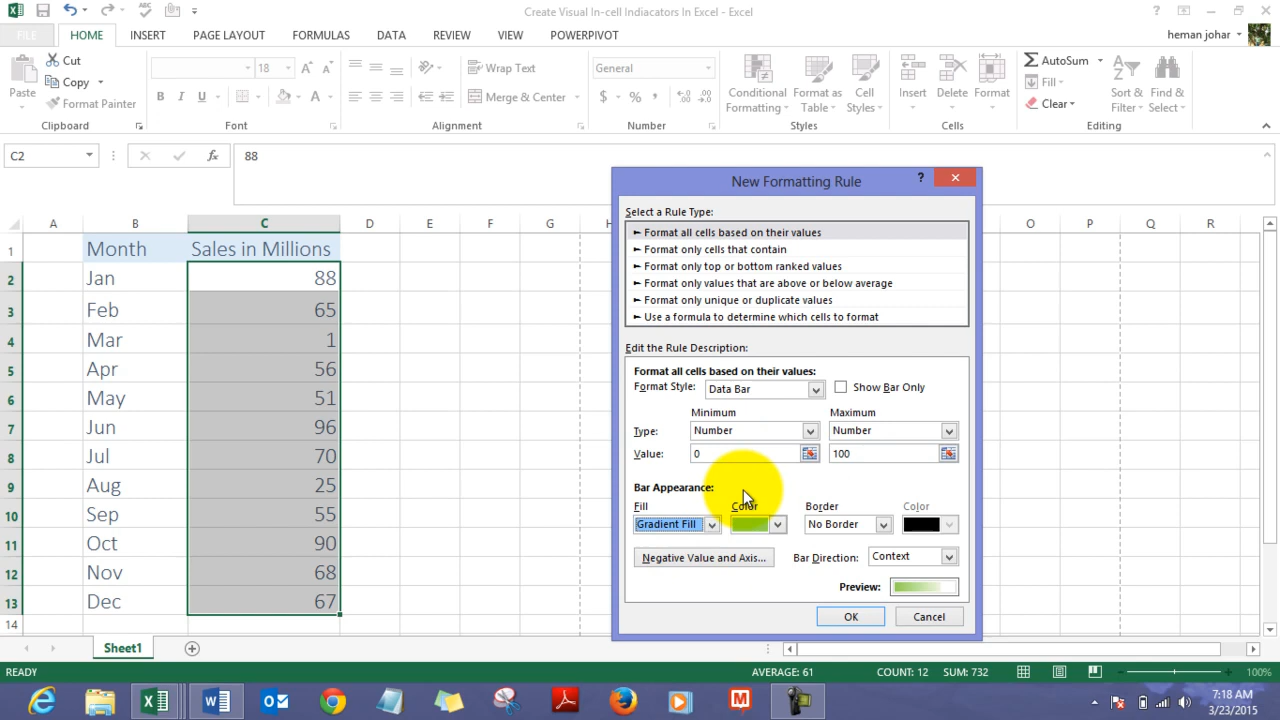 Create Visual In-cell Indiacators In Excel - Excel
FILE HOME INSERT PAGE LAYOUT FORMULAS DATA REVIEW VIEW POWERPIVOT heman johar
Cut
Copy
Format Painter
Paste
Clipboard
18
B I U A
Font
Wrap Text
Merge & Center
Alignment
General
$ % ,
Number
Conditional Formatting
Format as Table
Cell Styles
Styles
Insert Delete Format
Cells
AutoSum
Fill
Clear
Sort & Filter
Find & Select
Editing
C2 fx 88
A B C D E F G H O P Q R
1 Month Sales in Millions
2 Jan 88
3 Feb 65
4 Mar 1
5 Apr 56
6 May 51
7 Jun 96
8 Jul 70
9 Aug 25
10 Sep 55
11 Oct 90
12 Nov 68
13 Dec 67
14
New Formatting Rule
Select a Rule Type:
► Format all cells based on their values
► Format only cells that contain
► Format only top or bottom ranked values
► Format only values that are above or below average
► Format only unique or duplicate values
► Use a formula to determine which cells to format
Edit the Rule Description:
Format all cells based on their values:
Format Style: Data Bar Show Bar Only
Minimum Maximum
Type: Number Number
Value: 0 100
Bar Appearance:
Fill Color Border Color
Gradient Fill No Border
Negative Value and Axis... Bar Direction: Context
Preview:
OK Cancel
Sheet1
READY AVERAGE: 61 COUNT: 12 SUM: 732 100%
7:18 AM
3/23/2015